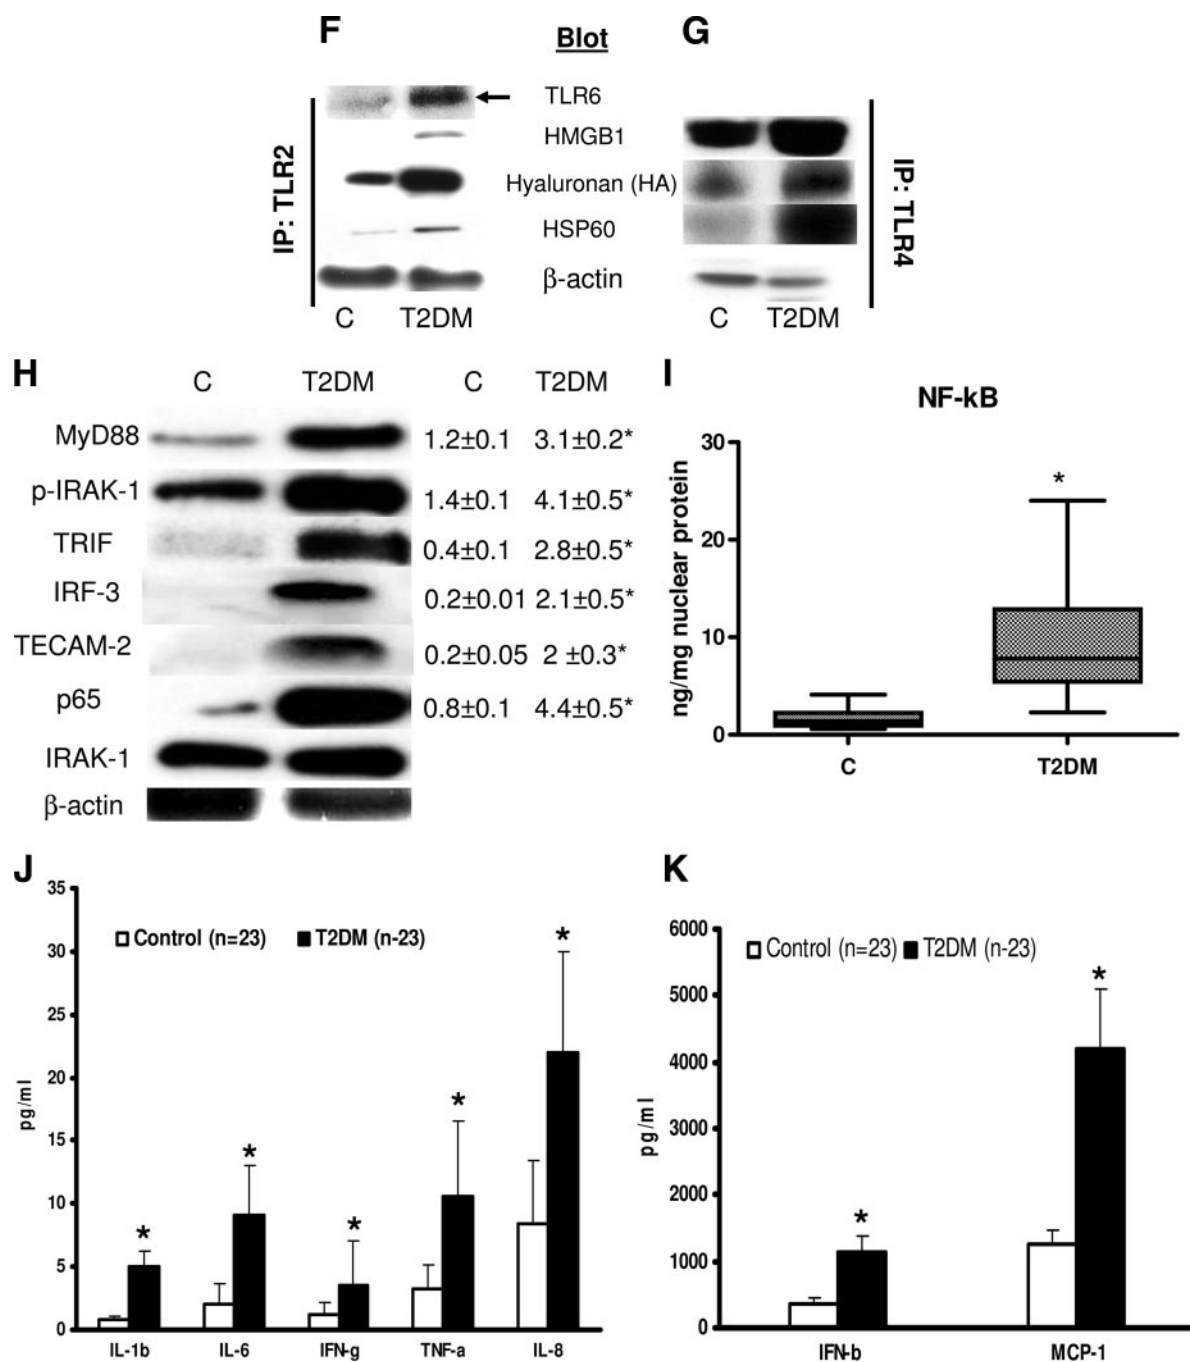 F
Blot
G
TLR6
HMGB1
Hyaluronan (HA)
HSP60
β-actin
IP: TLR2
IP: TLR4
C T2DM
C T2DM
H
C T2DM C T2DM
MyD88 1.2±0.1 3.1±0.2*
p-IRAK-1 1.4±0.1 4.1±0.5*
TRIF 0.4±0.1 2.8±0.5*
IRF-3 0.2±0.01 2.1±0.5*
TECAM-2 0.2±0.05 2 ±0.3*
p65 0.8±0.1 4.4±0.5*
IRAK-1
β-actin
I
NF-kB
ng/mg nuclear protein
30
20
10
0
*
C T2DM
J
35
30
25
20
15
10
5
0
pg/ml
Control (n=23) T2DM (n-23)
* * * * *
IL-1b IL-6 IFN-g TNF-a IL-8
K
6000
5000
4000
3000
2000
1000
0
pg/ml
Control (n=23) T2DM (n-23)
* *
IFN-b MCP-1